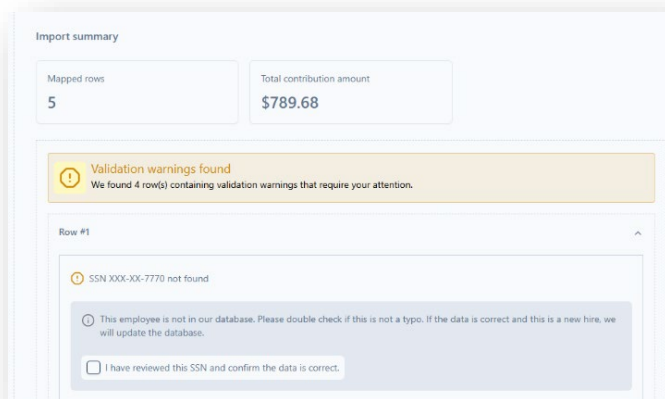 Import summary
Mapped rows
5
Total contribution amount
$789.68
Validation warnings found
We found 4 row(s) containing validation warnings that require your attention.
Row #1
SSN XXX-XX-7770 not found
This employee is not in our database. Please double check if this is not a typo. If the data is correct and this is a new hire, we
will update the database.
I have reviewed this SSN and confirm the data is correct.